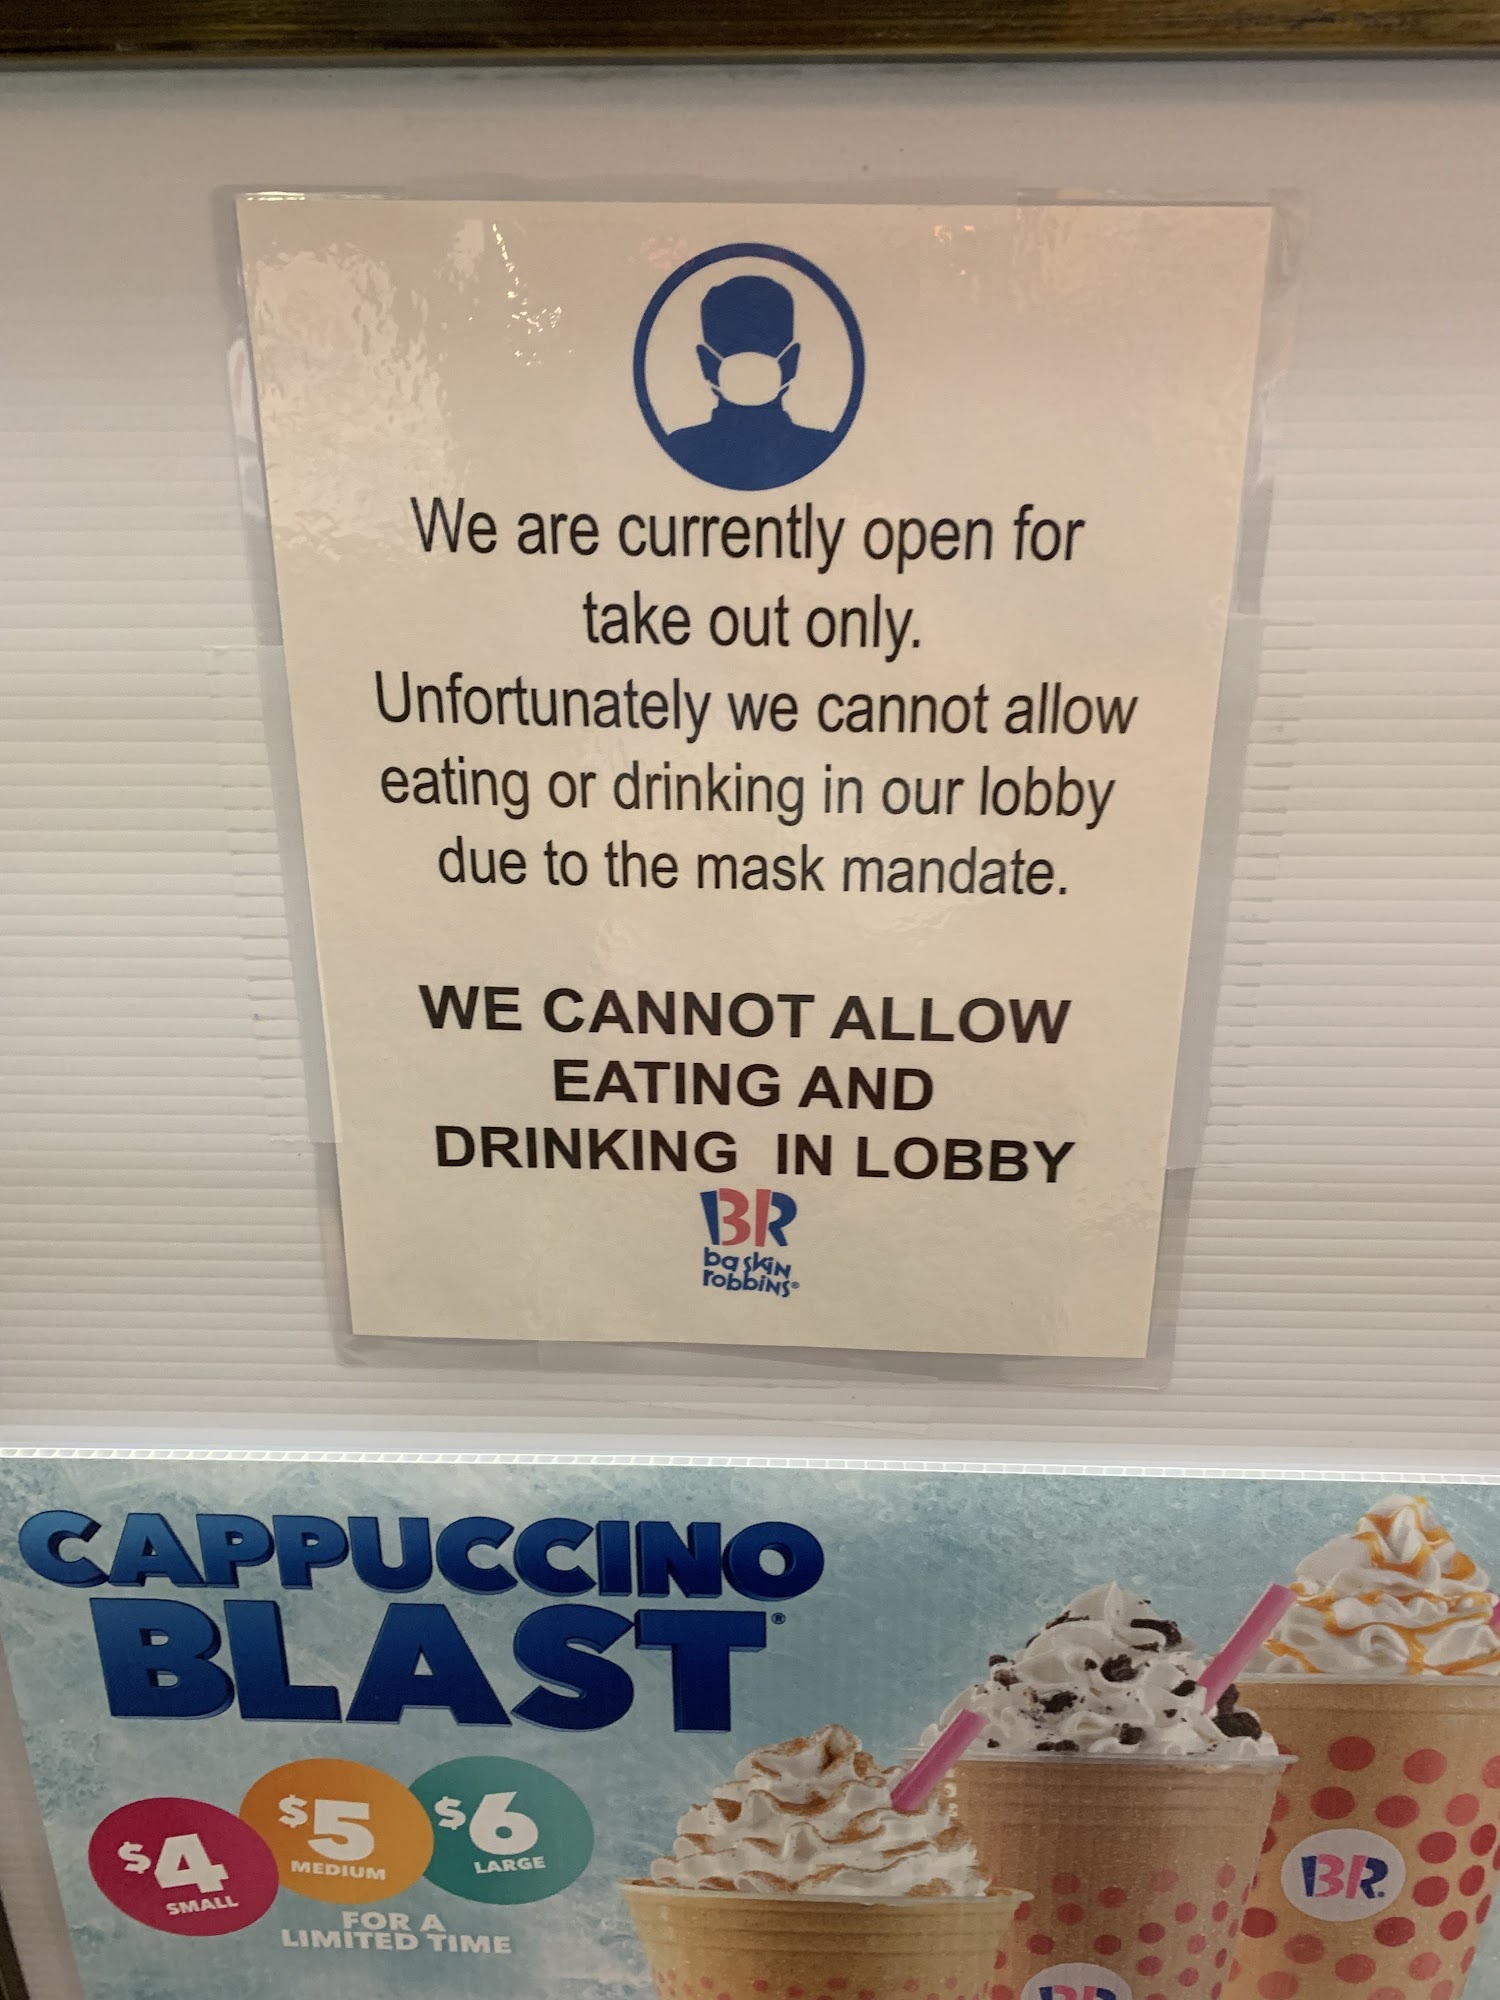 We are currently open for
take out only.
Unfortunately we cannot allow
eating or drinking in our lobby
due to the mask mandate.
WE CANNOT ALLOW
EATING AND
DRINKING IN LOBBY
BR
baskin
robbins®
CAPPUCCINO
BLAST®
$4 SMALL
$5 MEDIUM
$6 LARGE
FOR A
LIMITED TIME
BR.
BR